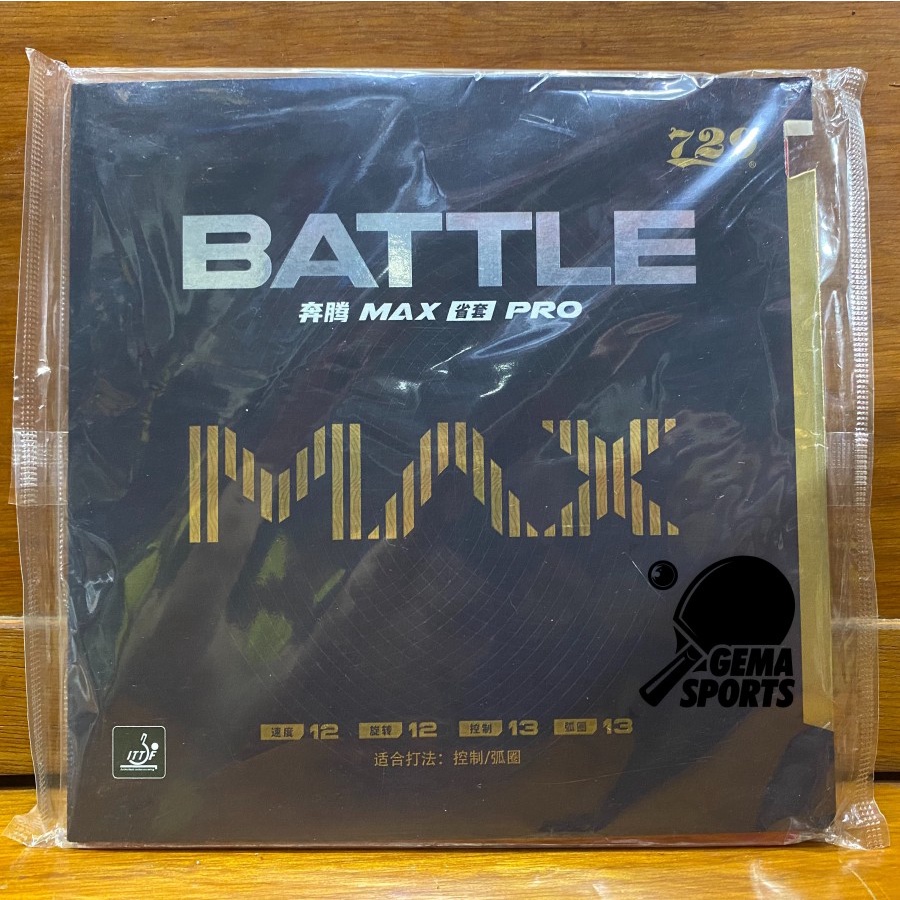 729
®
BATTLE
奔腾 MAX 省套 PRO
MAX
GEMA
SPORTS
速度 12 旋转 12 控制 13 弧圈 13
ITTF
适合打法：控制/弧圈